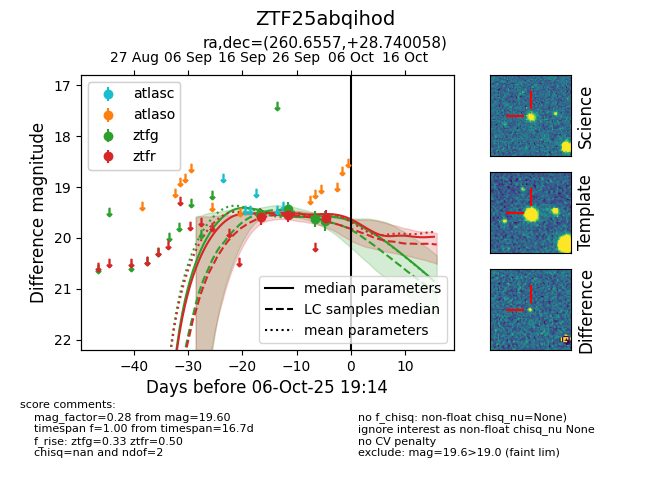 ZTF25abqihod
ra,dec=(260.6557,+28.740058)
27 Aug 06 Sep 16 Sep 26 Sep 06 Oct 16 Oct
17
18
19
20
21
22
Difference magnitude
atlasc
atlaso
ztfg
ztfr
median parameters
LC samples median
mean parameters
−40 −30 −20 −10 0 10
Days before 06-Oct-25 19:14
Science
Template
Difference
score comments:
mag_factor=0.28 from mag=19.60
timespan f=1.00 from timespan=16.7d
f_rise: ztfg=0.33 ztfr=0.50
chisq=nan and ndof=2
no f_chisq: non-float chisq_nu=None)
ignore interest as non-float chisq_nu None
no CV penalty
exclude: mag=19.6>19.0 (faint lim)